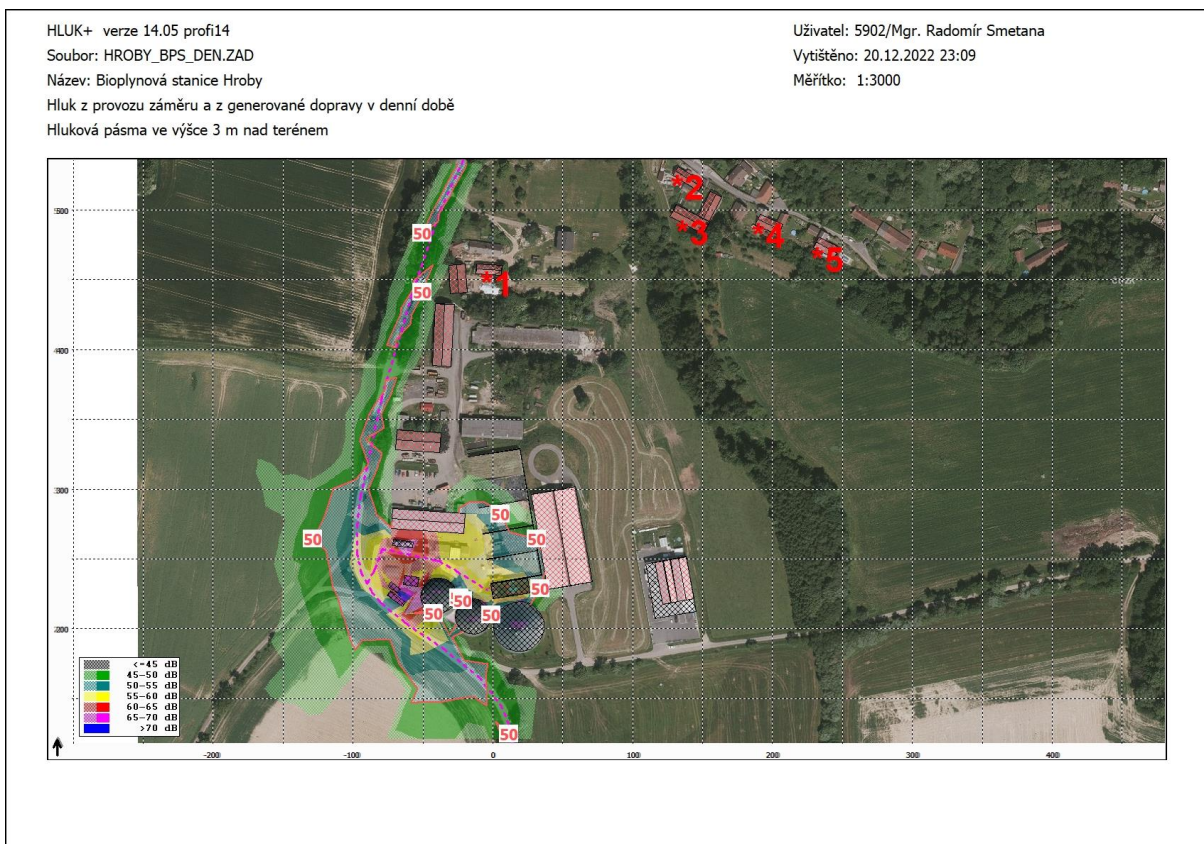 HLUK+ verze 14.05 profi14
Soubor: HROBY_BPS_DEN.ZAD
Název: Bioplynová stanice Hroby
Hluk z provozu záměru a z generované dopravy v denní době
Hluková pásma ve výšce 3 m nad terénem
Uživatel: 5902/Mgr. Radomír Smetana
Vytištěno: 20.12.2022 23:09
Měřítko: 1:3000
*2
500
50
*3
*4
*5
*1
50
400
300
50
50
50
50
50
50
50
200
<-45 dB
45-50 dB
50-55 dB
55-60 dB
60-65 dB
65-70 dB
>70 dB
50
-200
-100
0
100
200
300
400